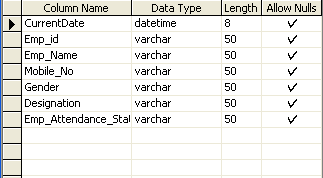 Column Name Data Type Length Allow Nulls
CurrentDate datetime 8
Emp_id varchar 50
Emp_Name varchar 50
Mobile_No varchar 50
Gender varchar 50
Designation varchar 50
Emp_Attendance_Stat varchar 50